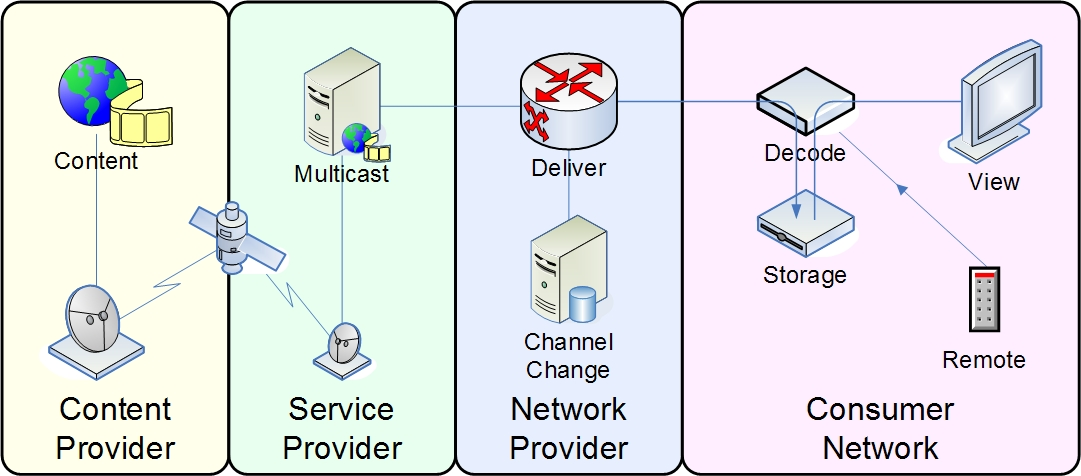 Content
Multicast
Deliver
Decode
View
Storage
Channel
Change
Remote
Content
Provider
Service
Provider
Network
Provider
Consumer
Network